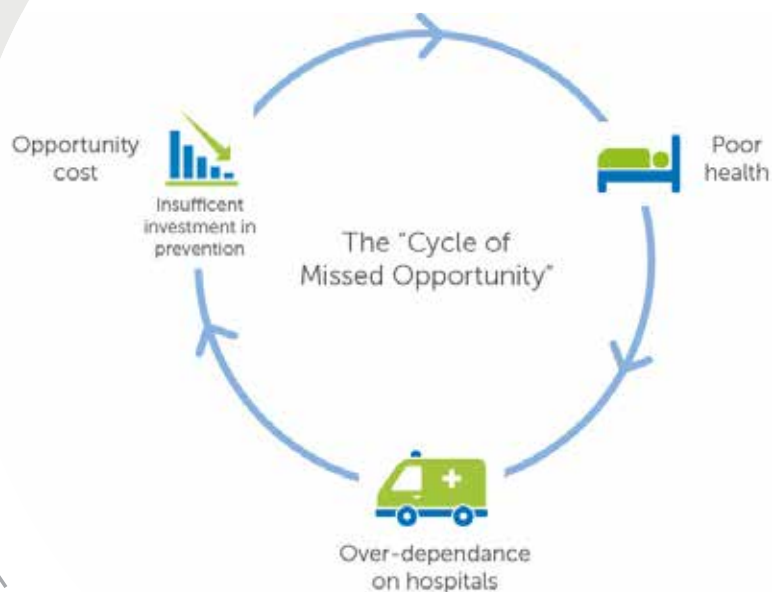 Opportunity
cost
Insufficent
investment in
prevention
Poor
health
The "Cycle of
Missed Opportunity"
Over-dependance
on hospitals